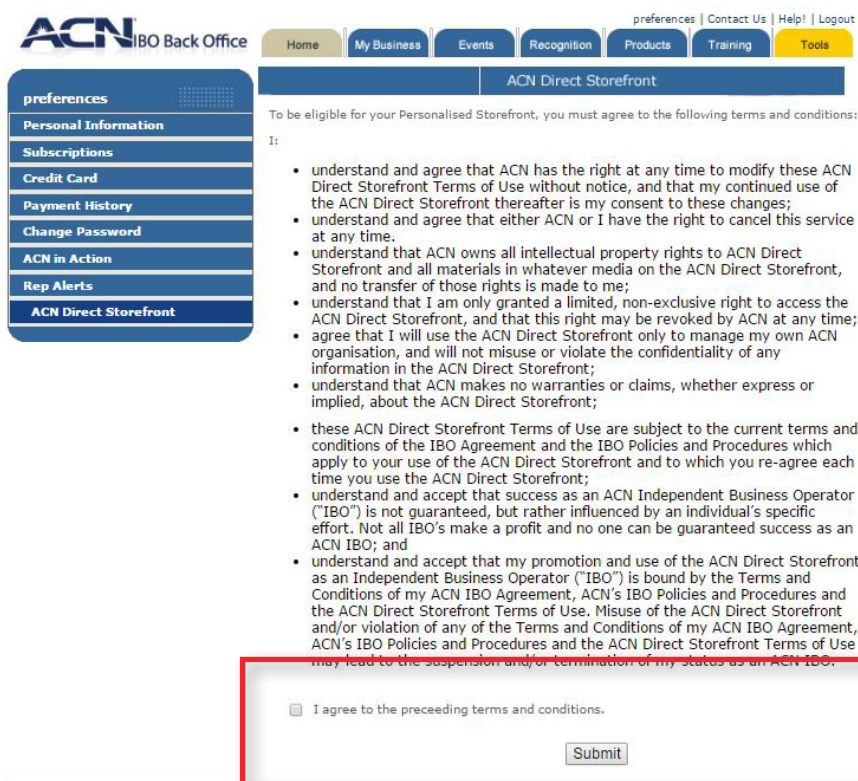 preferences | Contact Us | Help! | Logout
ACN IBO Back Office
Home My Business Events Recognition Products Training Tools
ACN Direct Storefront
preferences
Personal Information
Subscriptions
Credit Card
Payment History
Change Password
ACN in Action
Rep Alerts
ACN Direct Storefront
To be eligible for your Personalised Storefront, you must agree to the following terms and conditions:
I:
• understand and agree that ACN has the right at any time to modify these ACN
Direct Storefront Terms of Use without notice, and that my continued use of
the ACN Direct Storefront thereafter is my consent to these changes;
• understand and agree that either ACN or I have the right to cancel this service
at any time.
• understand that ACN owns all intellectual property rights to ACN Direct
Storefront and all materials in whatever media on the ACN Direct Storefront,
and no transfer of those rights is made to me;
• understand that I am only granted a limited, non-exclusive right to access the
ACN Direct Storefront, and that this right may be revoked by ACN at any time;
• agree that I will use the ACN Direct Storefront only to manage my own ACN
organisation, and will not misuse or violate the confidentiality of any
information in the ACN Direct Storefront;
• understand that ACN makes no warranties or claims, whether express or
implied, about the ACN Direct Storefront;
• these ACN Direct Storefront Terms of Use are subject to the current terms and
conditions of the IBO Agreement and the IBO Policies and Procedures which
apply to your use of the ACN Direct Storefront and to which you re-agree each
time you use the ACN Direct Storefront;
• understand and accept that success as an ACN Independent Business Operator
("IBO") is not guaranteed, but rather influenced by an individual's specific
effort. Not all IBO's make a profit and no one can be guaranteed success as an
ACN IBO; and
• understand and accept that my promotion and use of the ACN Direct Storefront
as an Independent Business Operator ("IBO") is bound by the Terms and
Conditions of my ACN IBO Agreement, ACN's IBO Policies and Procedures and
the ACN Direct Storefront Terms of Use. Misuse of the ACN Direct Storefront
and/or violation of any of the Terms and Conditions of my ACN IBO Agreement,
ACN's IBO Policies and Procedures and the ACN Direct Storefront Terms of Use
may lead to the suspension and/or termination of my status as an ACN IBO.
I agree to the preceeding terms and conditions.
Submit